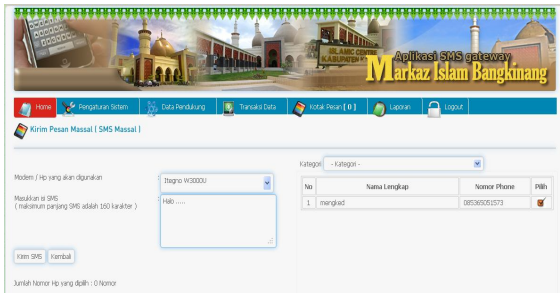 ISLAMIC CENTRE
KABUPATEN K
Aplikasi SMS gateway
Markaz Islam Bangkinang
Home
Pengaturan Sistem
Data Pendukung
Transaksi Data
Kotak Pesan [ 0 ]
Laporan
Logout
Kirim Pesan Massal ( SMS Massal )
Kategori - Kategori -
Modem / Hp yang akan digunakan : Itegno W3000U
Masukkan isi SMS
( maksimum panjang SMS adalah 160 karakter ) : Halo .....
No Nama Lengkap Nomor Phone Pilih
1 mengked 085365051573
Kirim SMS Kembali
Jumlah Nomor Hp yang dipilih : 0 Nomor